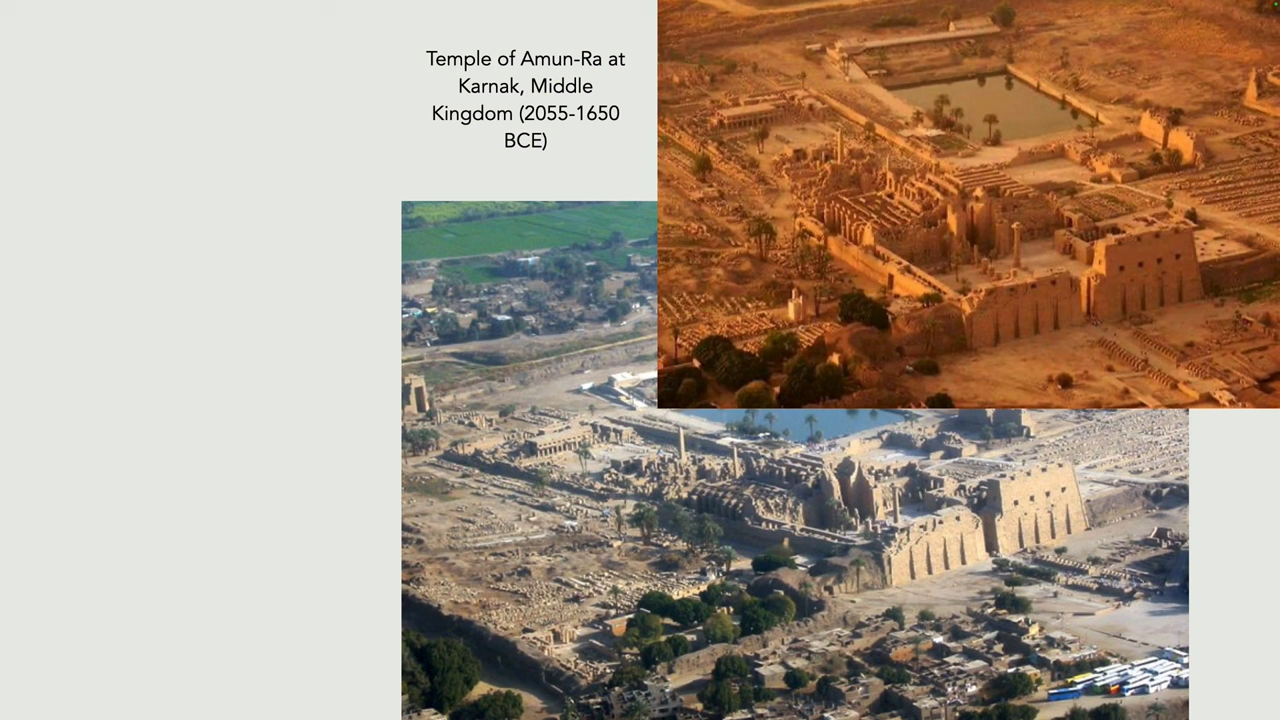 Temple of Amun-Ra at
Karnak, Middle
Kingdom (2055-1650
BCE)